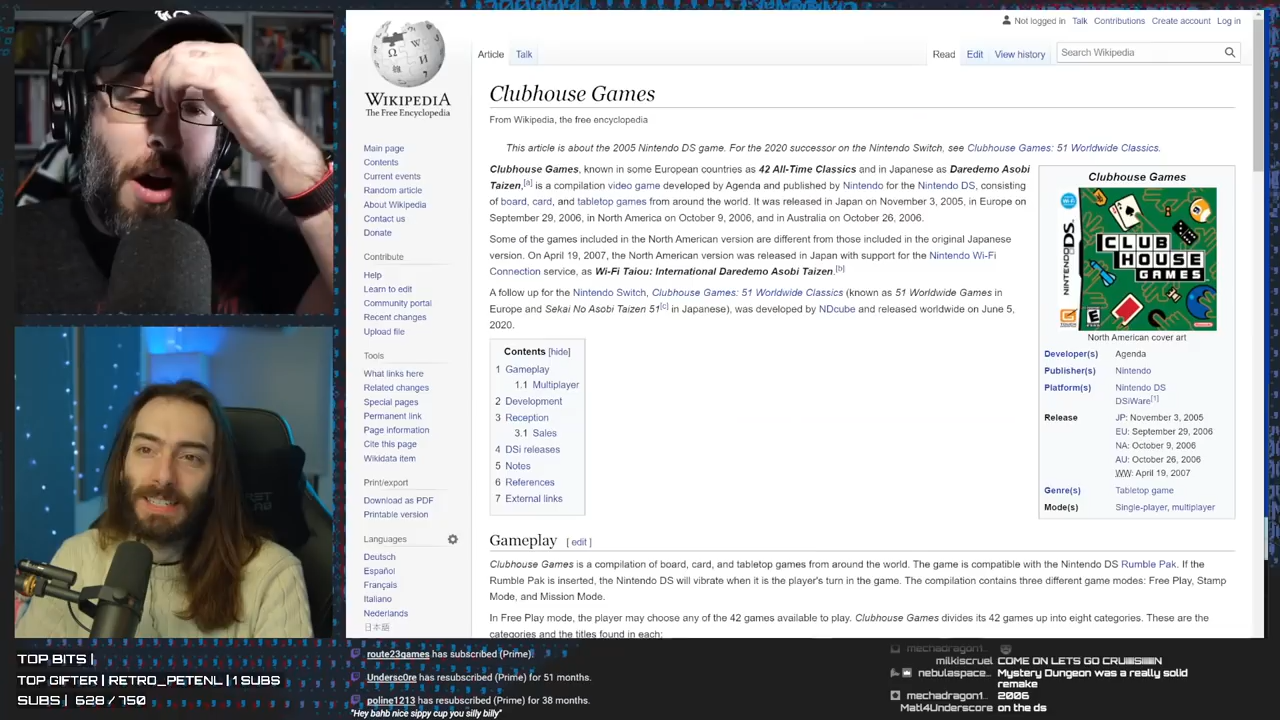 WIKIPEDIA
The Free Encyclopedia
Main page
Contents
Current events
Random article
About Wikipedia
Contact us
Donate
Contribute
Help
Learn to edit
Community portal
Recent changes
Upload file
Tools
What links here
Related changes
Special pages
Permanent link
Page information
Cite this page
Wikidata item
Print/export
Download as PDF
Printable version
Languages
Deutsch
Español
Français
Italiano
Nederlands
日本語
Not logged in Talk Contributions Create account Log in
Article Talk Read Edit View history Search Wikipedia
Clubhouse Games
From Wikipedia, the free encyclopedia
This article is about the 2005 Nintendo DS game. For the 2020 successor on the Nintendo Switch, see Clubhouse Games: 51 Worldwide Classics.
Clubhouse Games, known in some European countries as 42 All-Time Classics and in Japanese as Daredemo Asobi
Taizen,[a] is a compilation video game developed by Agenda and published by Nintendo for the Nintendo DS, consisting
of board, card, and tabletop games from around the world. It was released in Japan on November 3, 2005, in Europe on
September 29, 2006, in North America on October 9, 2006, and in Australia on October 26, 2006.
Some of the games included in the North American version are different from those included in the original Japanese
version. On April 19, 2007, the North American version was released in Japan with support for the Nintendo Wi-Fi
Connection service, as Wi-Fi Taiou: International Daredemo Asobi Taizen.[b]
A follow up for the Nintendo Switch, Clubhouse Games: 51 Worldwide Classics (known as 51 Worldwide Games in
Europe and Sekai No Asobi Taizen 51[c] in Japanese), was developed by NDcube and released worldwide on June 5,
2020.
Contents [hide]
1 Gameplay
1.1 Multiplayer
2 Development
3 Reception
3.1 Sales
4 DSi releases
5 Notes
6 References
7 External links
Clubhouse Games
NINTENDO DS
CLUB
HOUSE
GAMES
E
North American cover art
Developer(s) Agenda
Publisher(s) Nintendo
Platform(s) Nintendo DS
DSiWare[1]
Release JP: November 3, 2005
EU: September 29, 2006
NA: October 9, 2006
AU: October 26, 2006
WW: April 19, 2007
Genre(s) Tabletop game
Mode(s) Single-player, multiplayer
Gameplay [ edit ]
Clubhouse Games is a compilation of board, card, and tabletop games from around the world. The game is compatible with the Nintendo DS Rumble Pak. If the
Rumble Pak is inserted, the Nintendo DS will vibrate when it is the player's turn in the game. The compilation contains three different game modes: Free Play, Stamp
Mode, and Mission Mode.
In Free Play mode, the player may choose any of the 42 games available to play. Clubhouse Games divides its 42 games up into eight categories. These are the
categories and the titles found in each:
TOP BITS |
TOP GIFTER | RETRO_PETENL | 1 SUBS
SUBS | 628 / 750
route23games has subscribed (Prime).
Undersc0re has resubscribed (Prime) for 51 months.
poline1213 has resubscribed (Prime) for 38 months.
"Hey bahb nice sippy cup you silly billy"
mechadragon1...
milkiscruel
nebulaspace... Mystery Dungeon was a really solid
remake
mechadragon1... 2006
Matl4Underscore on the ds